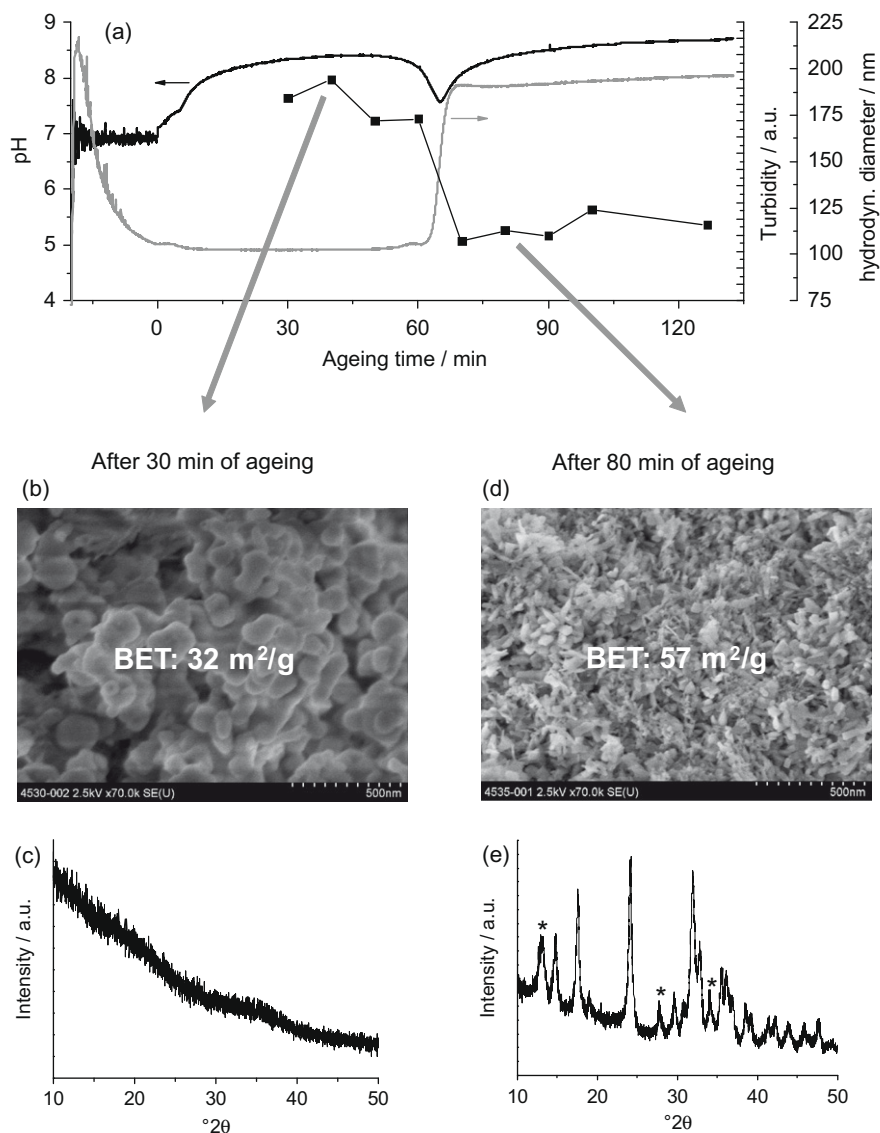 (a)
pH
9
8
7
6
5
4
0
30
60
90
120
Ageing time / min
Turbidity / a.u.
225
200
175
150
125
100
75
hydrodyn. diameter / nm
After 30 min of ageing
After 80 min of ageing
(b)
BET: 32 m²/g
4530-002 2.5kV x70.0k SE(U)
500nm
(d)
BET: 57 m²/g
4535-001 2.5kV x70.0k SE(U)
500nm
(c)
Intensity / a.u.
10
20
30
40
50
°2θ
(e)
Intensity / a.u.
*
*
*
10
20
30
40
50
°2θ